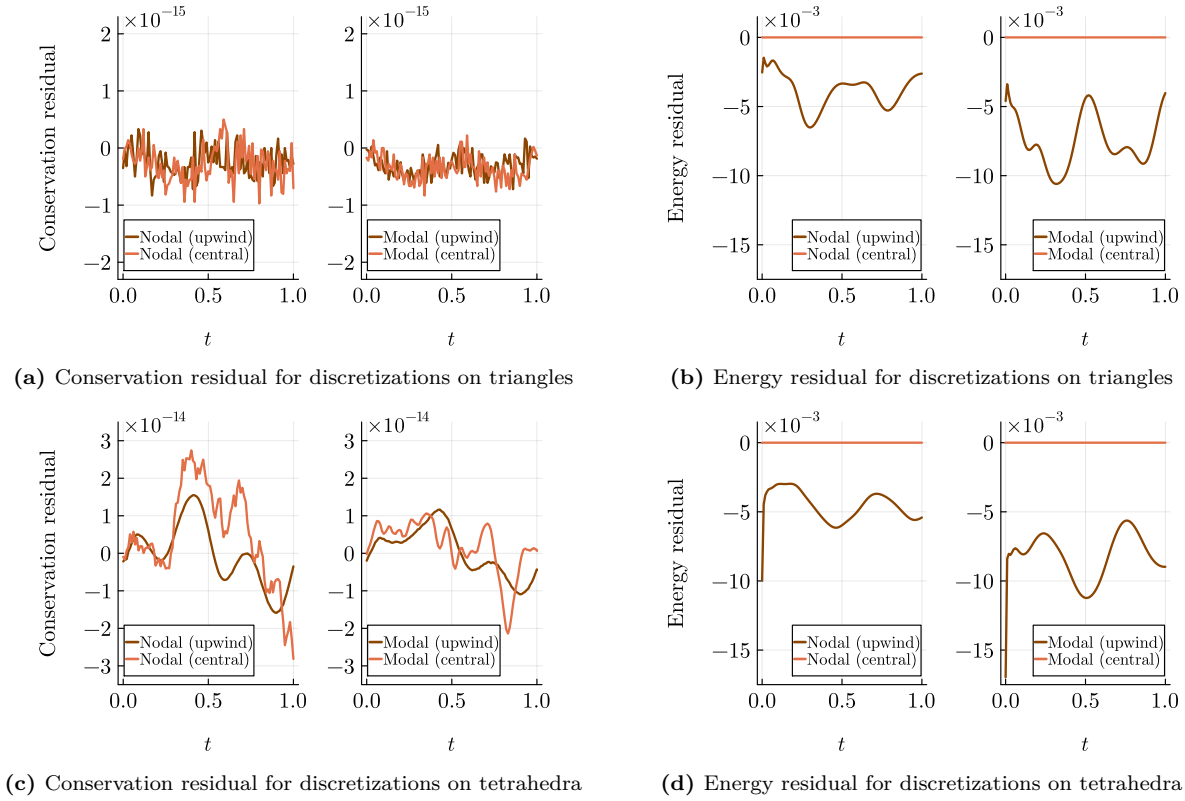 ×10⁻¹⁵
Conservation residual
2
1
0
−1
−2
Nodal (upwind)
Nodal (central)
0.0 0.5 1.0
t
×10⁻¹⁵
2
1
0
−1
−2
Modal (upwind)
Modal (central)
0.0 0.5 1.0
t
(a) Conservation residual for discretizations on triangles
×10⁻³
Energy residual
0
−5
−10
−15
Nodal (upwind)
Nodal (central)
0.0 0.5 1.0
t
×10⁻³
0
−5
−10
−15
Modal (upwind)
Modal (central)
0.0 0.5 1.0
t
(b) Energy residual for discretizations on triangles
×10⁻¹⁴
Conservation residual
3
2
1
0
−1
−2
−3
Nodal (upwind)
Nodal (central)
0.0 0.5 1.0
t
×10⁻¹⁴
3
2
1
0
−1
−2
−3
Modal (upwind)
Modal (central)
0.0 0.5 1.0
t
(c) Conservation residual for discretizations on tetrahedra
×10⁻³
Energy residual
0
−5
−10
−15
Nodal (upwind)
Nodal (central)
0.0 0.5 1.0
t
×10⁻³
0
−5
−10
−15
Modal (upwind)
Modal (central)
0.0 0.5 1.0
t
(d) Energy residual for discretizations on tetrahedra